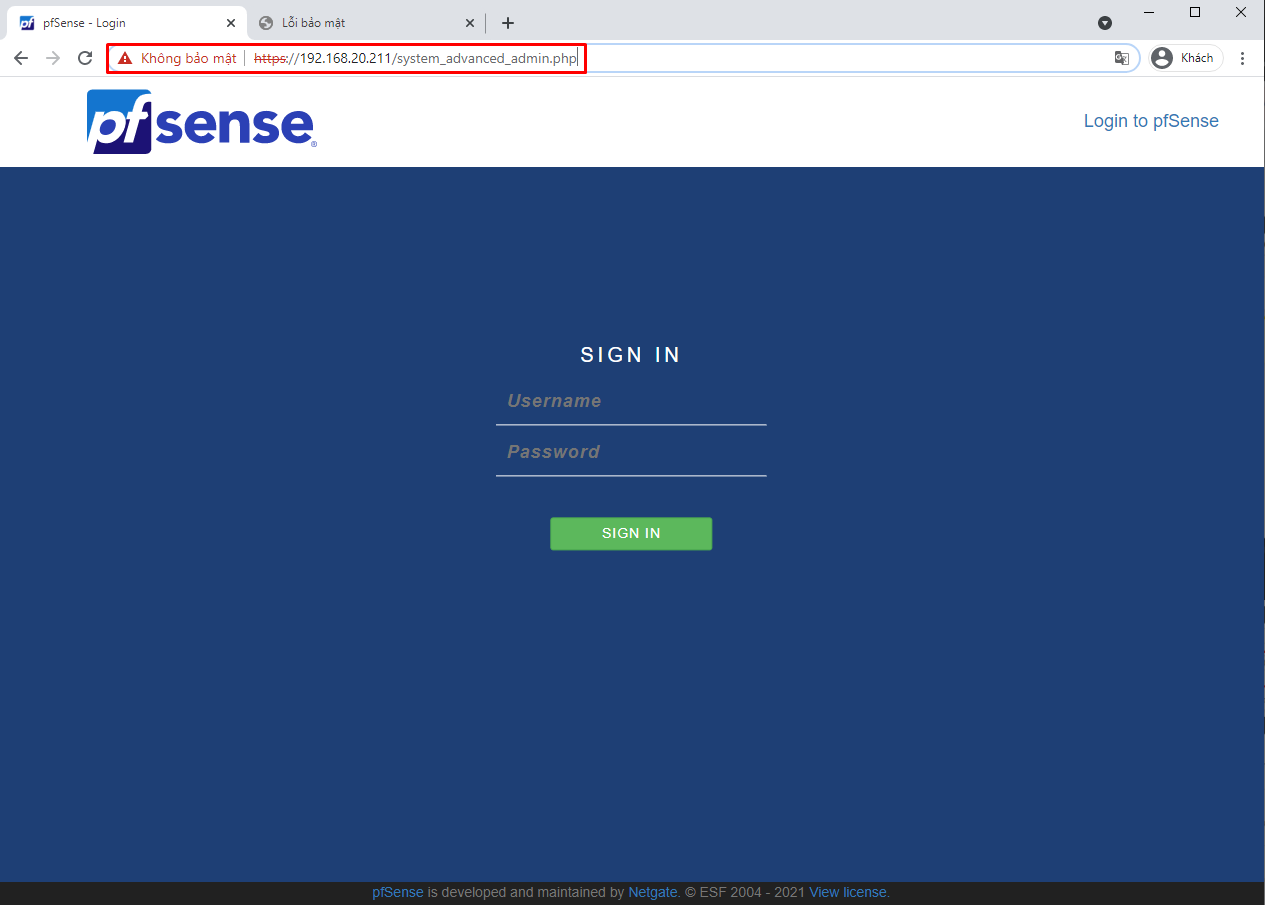 pfSense - Login
Lỗi bảo mật
Không bảo mật
https://192.168.20.211/system_advanced_admin.php
Khách
pfsense®
Login to pfSense
SIGN IN
Username
Password
SIGN IN
pfSense is developed and maintained by Netgate. © ESF 2004 - 2021 View license.